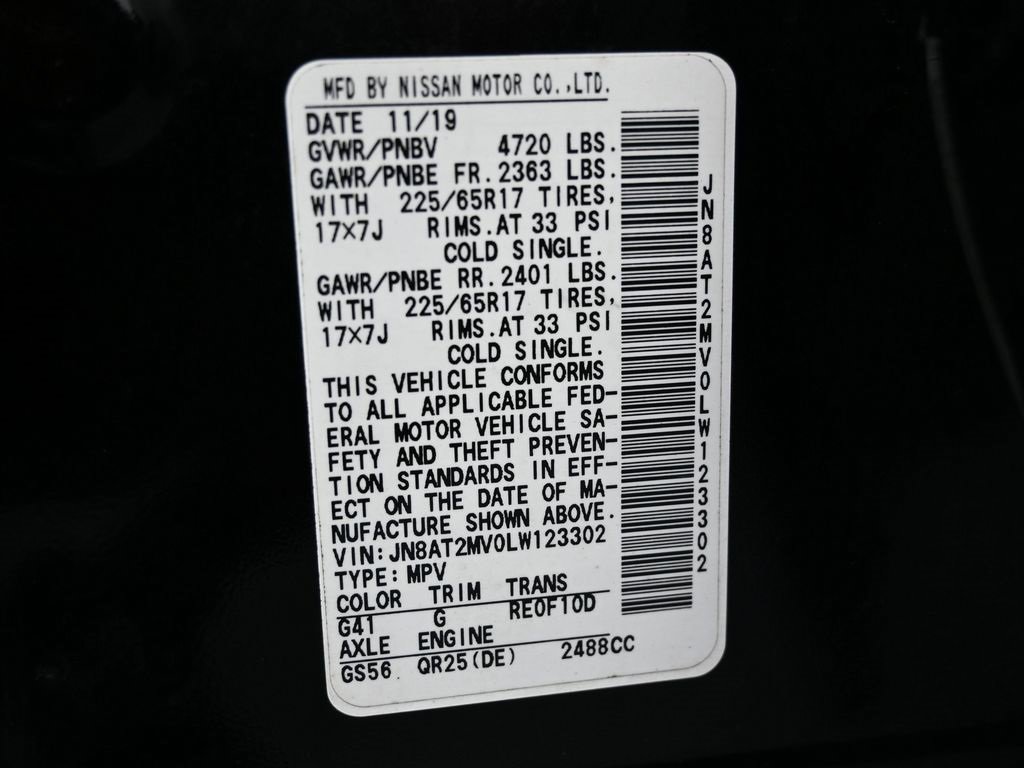 MFD BY NISSAN MOTOR CO.,LTD.
DATE 11/19
GVWR/PNBV 4720 LBS.
GAWR/PNBE FR.2363 LBS.
WITH 225/65R17 TIRES,
17×7J RIMS.AT 33 PSI
COLD SINGLE.
GAWR/PNBE RR.2401 LBS.
WITH 225/65R17 TIRES,
17×7J RIMS.AT 33 PSI
COLD SINGLE.
THIS VEHICLE CONFORMS
TO ALL APPLICABLE FED-
ERAL MOTOR VEHICLE SA-
FETY AND THEFT PREVEN-
TION STANDARDS IN EFF-
ECT ON THE DATE OF MA-
NUFACTURE SHOWN ABOVE.
VIN:JN8AT2MV0LW123302
TYPE:MPV
COLOR TRIM TRANS
G41 G RE0F10D
AXLE ENGINE
GS56 QR25(DE) 2488CC
JN8AT2MV0LW123302